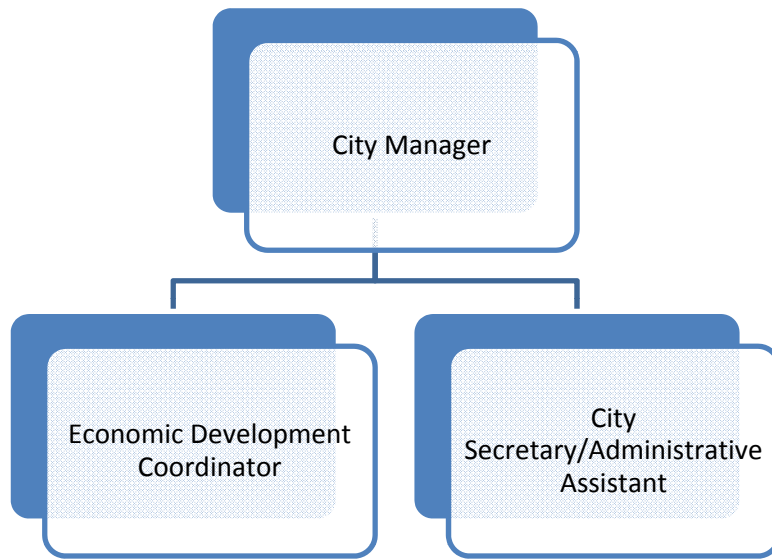 City Manager
Economic Development
Coordinator
City
Secretary/Administrative
Assistant